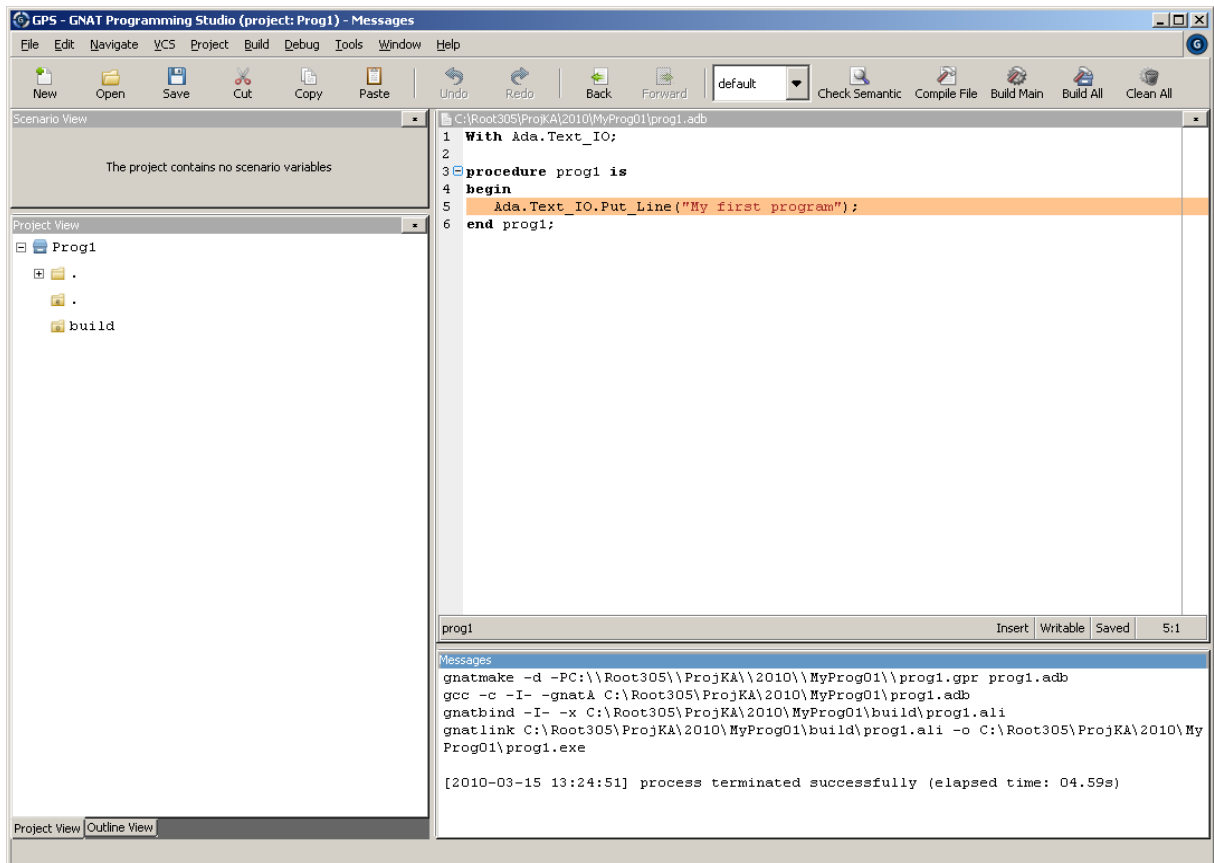 GPS - GNAT Programming Studio (project: Prog1) - Messages
File Edit Navigate VCS Project Build Debug Tools Window Help
G
New Open Save Cut Copy Paste Undo Redo Back Forward default Check Semantic Compile File Build Main Build All Clean All
Scenario View
The project contains no scenario variables
Project View
Prog1
.
.
build
Project View Outline View
C:\Root305\ProjKA\2010\MyProg01\prog1.adb
1 With Ada.Text_IO;
2
3 procedure prog1 is
4 begin
5 Ada.Text_IO.Put_Line("My first program");
6 end prog1;
prog1 Insert Writable Saved 5:1
Messages
gnatmake -d -PC:\\Root305\\ProjKA\\2010\\MyProg01\\prog1.gpr prog1.adb
gcc -c -I- -gnatA C:\Root305\ProjKA\2010\MyProg01\prog1.adb
gnatbind -I- -x C:\Root305\ProjKA\2010\MyProg01\build\prog1.ali
gnatlink C:\Root305\ProjKA\2010\MyProg01\build\prog1.ali -o C:\Root305\ProjKA\2010\My
Prog01\prog1.exe
[2010-03-15 13:24:51] process terminated successfully (elapsed time: 04.59s)